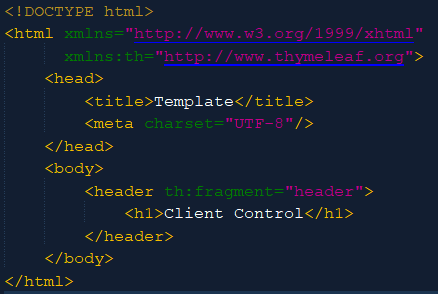 <!DOCTYPE html>
<html xmlns="http://www.w3.org/1999/xhtml"
      xmlns:th="http://www.thymeleaf.org">
    <head>
        <title>Template</title>
        <meta charset="UTF-8"/>
    </head>
    <body>
        <header th:fragment="header">
            <h1>Client Control</h1>
        </header>
    </body>
</html>